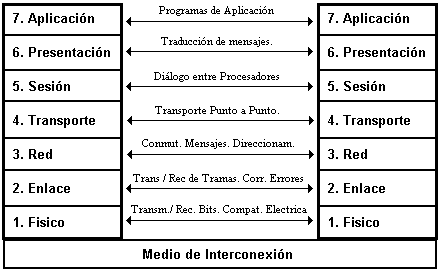 7. Aplicación Programas de Aplicación 7. Aplicación
6. Presentación Traducción de mensajes. 6. Presentación
5. Sesión Diálogo entre Procesadores 5. Sesión
4. Transporte Transporte Punto a Punto. 4. Transporte
3. Red Conmut. Mensajes. Direccionam. 3. Red
2. Enlace Trans / Rec de Tramas. Corr. Errores 2. Enlace
1. Fisico Transm./ Rec. Bits. Compat. Electrica 1. Fisico
Medio de Interconexión